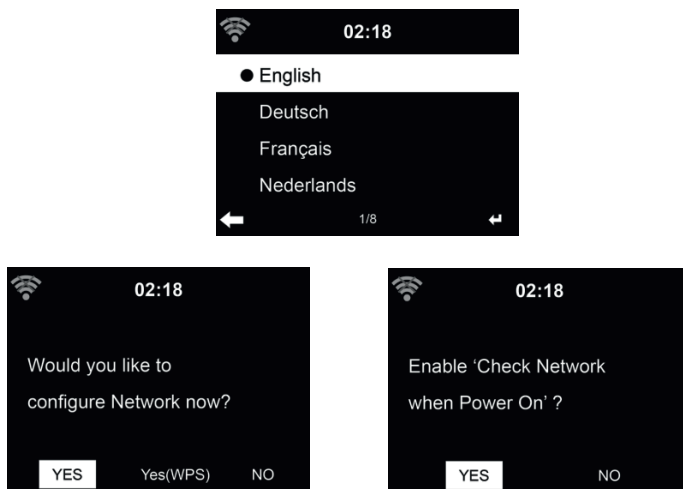 02:18
English
Deutsch
Français
Nederlands
1/8
02:18
Would you like to
configure Network now?
YES Yes(WPS) NO
02:18
Enable ‘Check Network
when Power On’ ?
YES NO